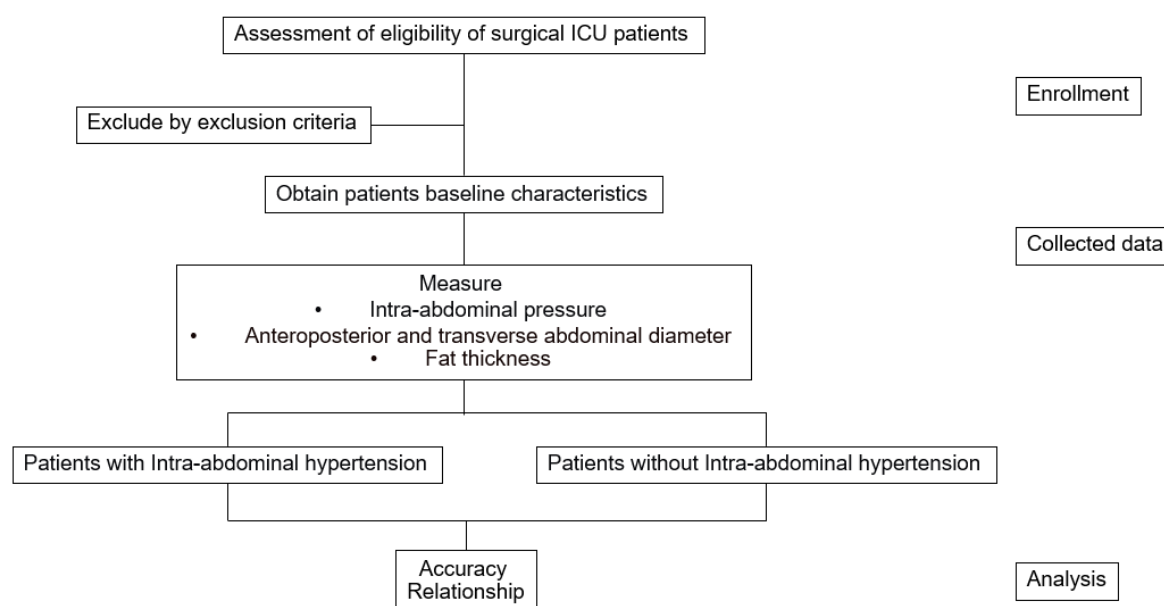 Assessment of eligibility of surgical ICU patients
Enrollment
Exclude by exclusion criteria
Obtain patients baseline characteristics
Collected data
Measure
• Intra-abdominal pressure
• Anteroposterior and transverse abdominal diameter
• Fat thickness
Patients with Intra-abdominal hypertension
Patients without Intra-abdominal hypertension
Accuracy
Relationship
Analysis